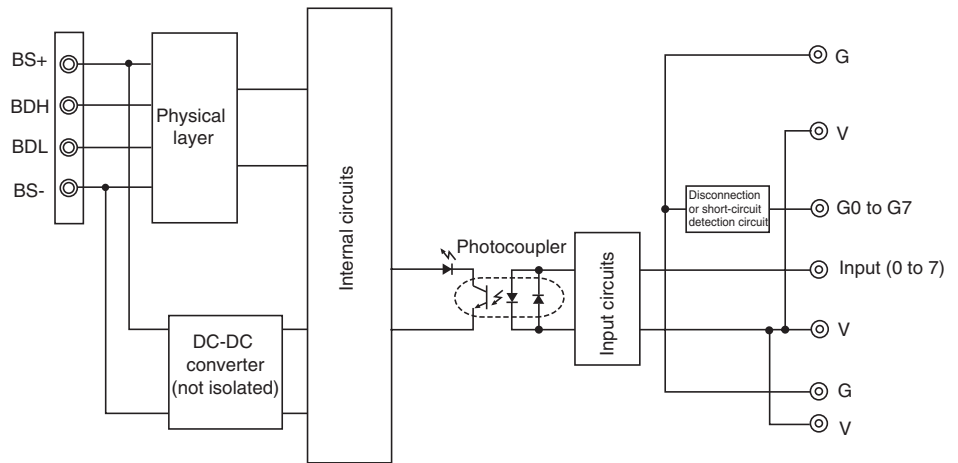 BS+
BDH
BDL
BS-
Physical
layer
DC-DC
converter
(not isolated)
Internal circuits
Photocoupler
Input circuits
Disconnection
or short-circuit
detection circuit
G
V
G0 to G7
Input (0 to 7)
V
G
V